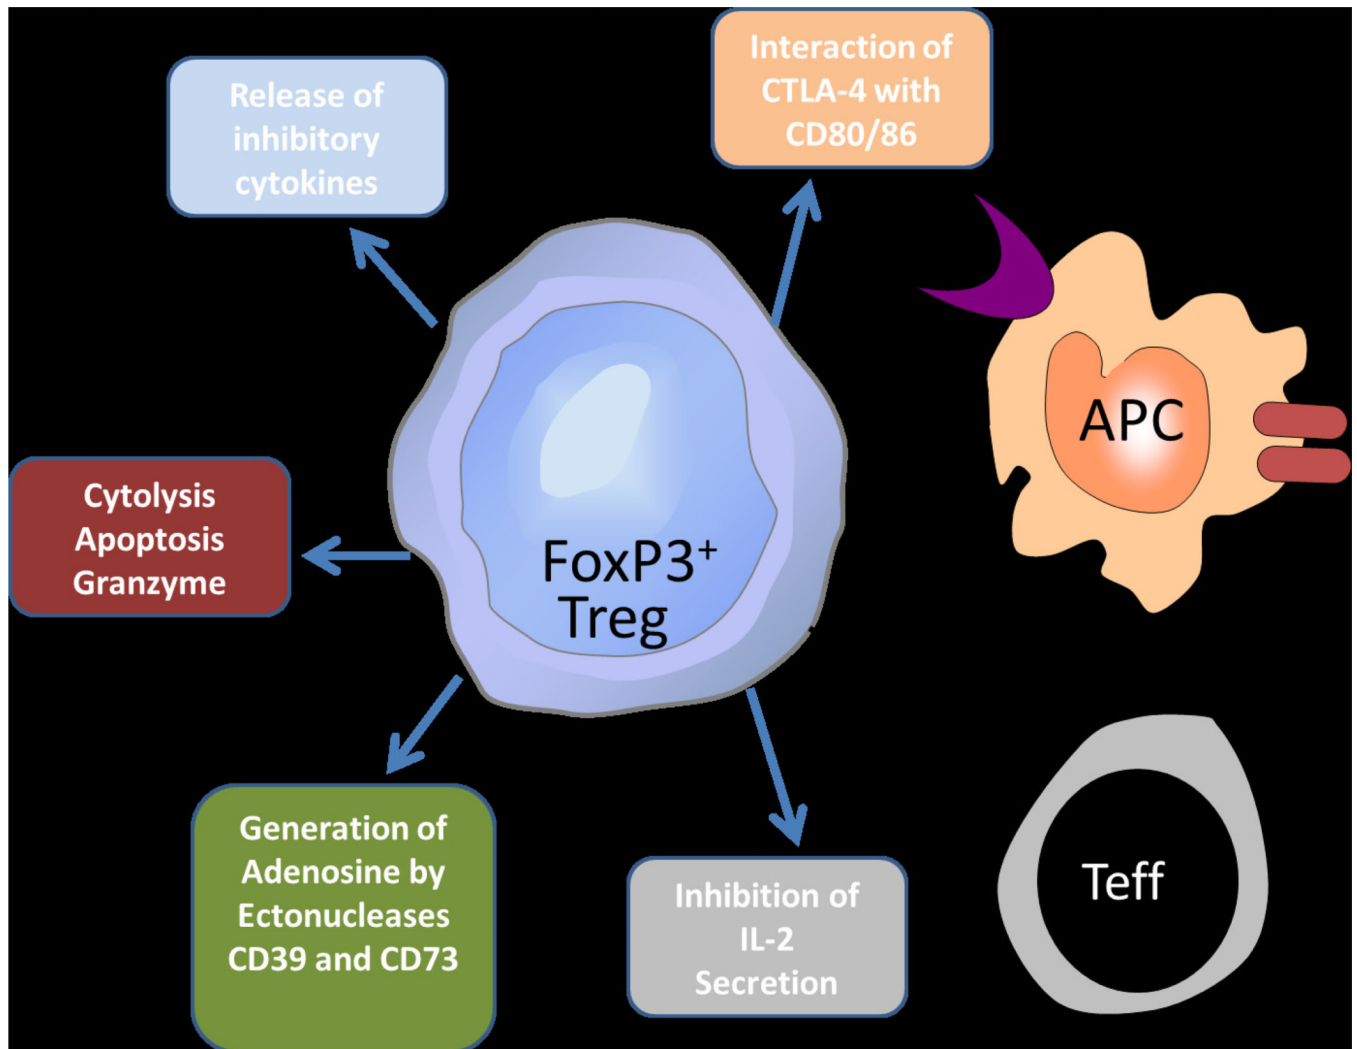 Release of
inhibitory
cytokines
Interaction of
CTLA-4 with
CD80/86
APC
Cytolysis
Apoptosis
Granzyme
FoxP3⁺
Treg
Generation of
Adenosine by
Ectonucleases
CD39 and CD73
Inhibition of
IL-2
Secretion
Teff